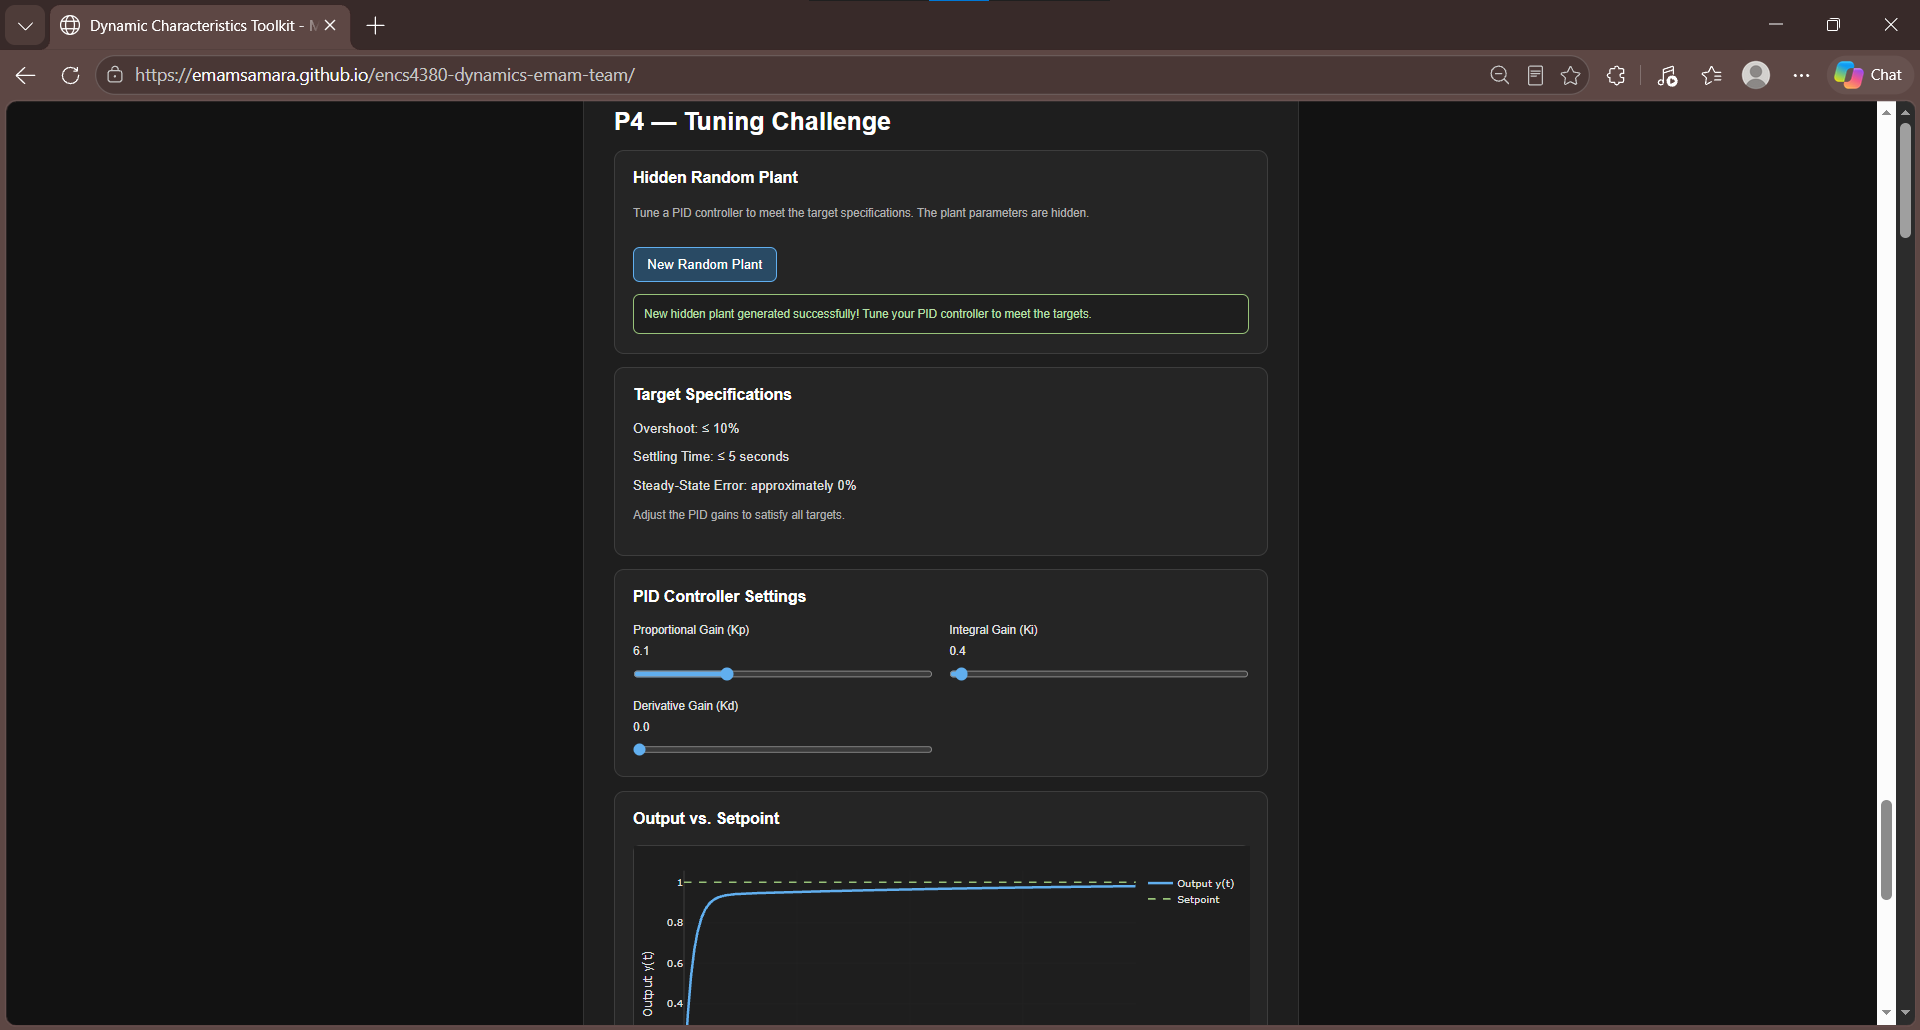 Dynamic Characteristics Toolkit -
https://emamsamara.github.io/encs4380-dynamics-emam-team/
Chat
P4 — Tuning Challenge
Hidden Random Plant
Tune a PID controller to meet the target specifications. The plant parameters are hidden.
New Random Plant
New hidden plant generated successfully! Tune your PID controller to meet the targets.
Target Specifications
Overshoot: ≤ 10%
Settling Time: ≤ 5 seconds
Steady-State Error: approximately 0%
Adjust the PID gains to satisfy all targets.
PID Controller Settings
Proportional Gain (Kp)
6.1
Integral Gain (Ki)
0.4
Derivative Gain (Kd)
0.0
Output vs. Setpoint
1
0.8
0.6
0.4
Output y(t)
Output y(t)
Setpoint